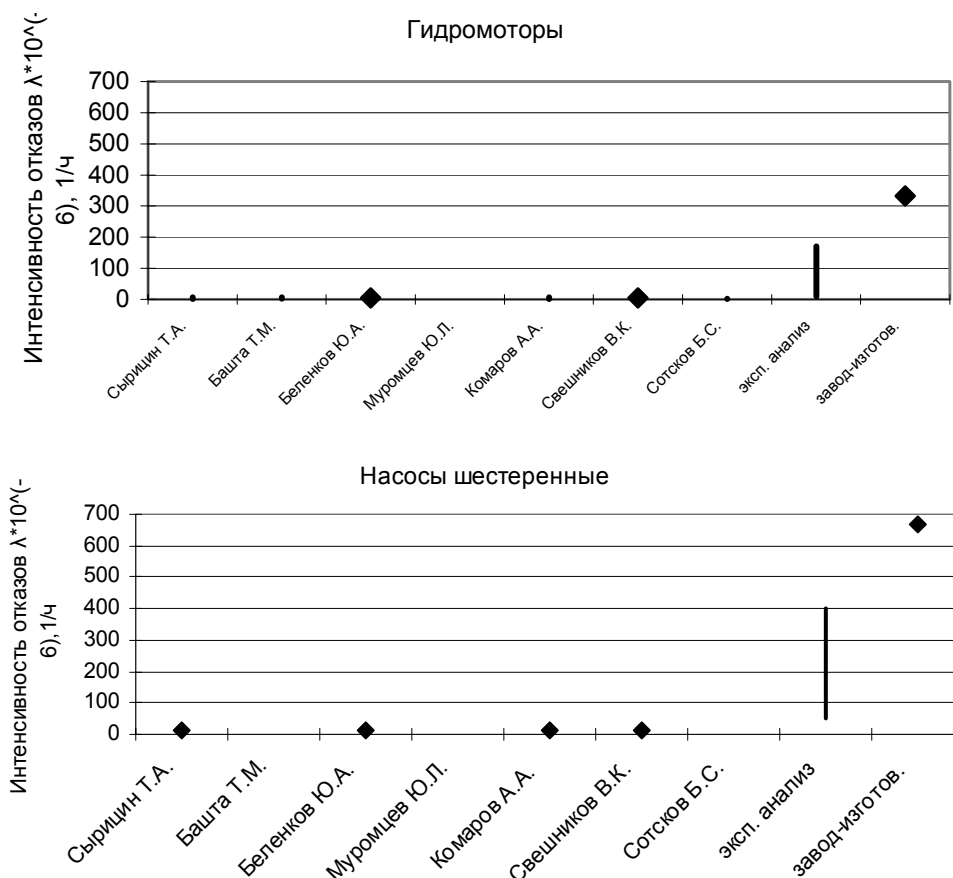 Гидромоторы
Интенсивность отказов λ*10^(-
6), 1/ч
700
600
500
400
300
200
100
0
Сырицин Т.А.
Башта Т.М.
Беленков Ю.А.
Муромцев Ю.Л.
Комаров А.А.
Свешников В.К.
Сотсков Б.С.
эксп. анализ
завод-изготов.
Насосы шестеренные
Интенсивность отказов λ*10^(-
6),1/ч
700
600
500
400
300
200
100
0
Сырицин Т.А.
Башта Т.М.
Беленков Ю.А.
Муромцев Ю.Л.
Комаров А.А.
Свешников В.К.
Сотсков Б.С.
эксп. анализ
завод-изготов.